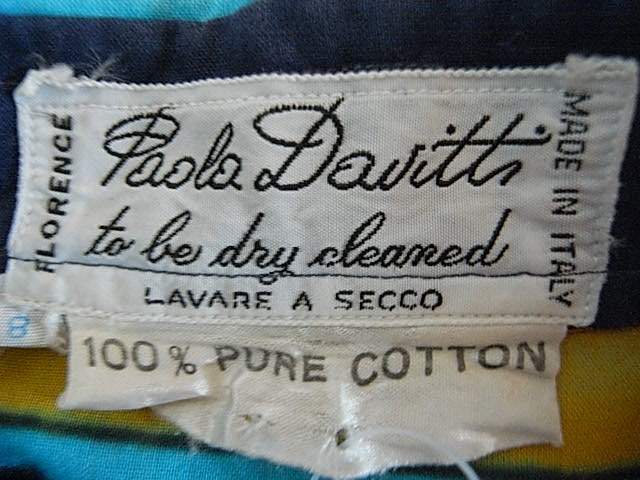 FLORENCE
Paola Davitti
to be dry cleaned
LAVARE A SECCO
MADE IN ITALY
8
100% PURE COTTON